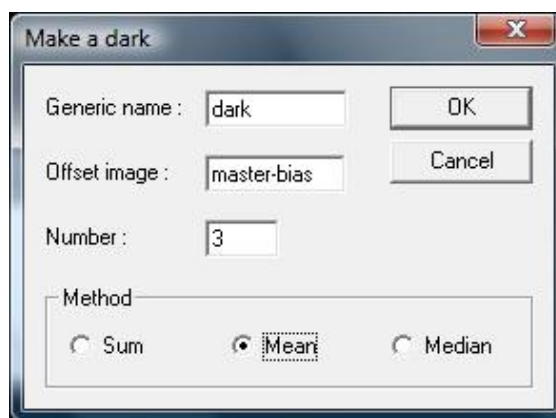 Make a dark
Generic name : dark OK
Offset image : master-bias Cancel
Number : 3
Method
Sum Mean Median